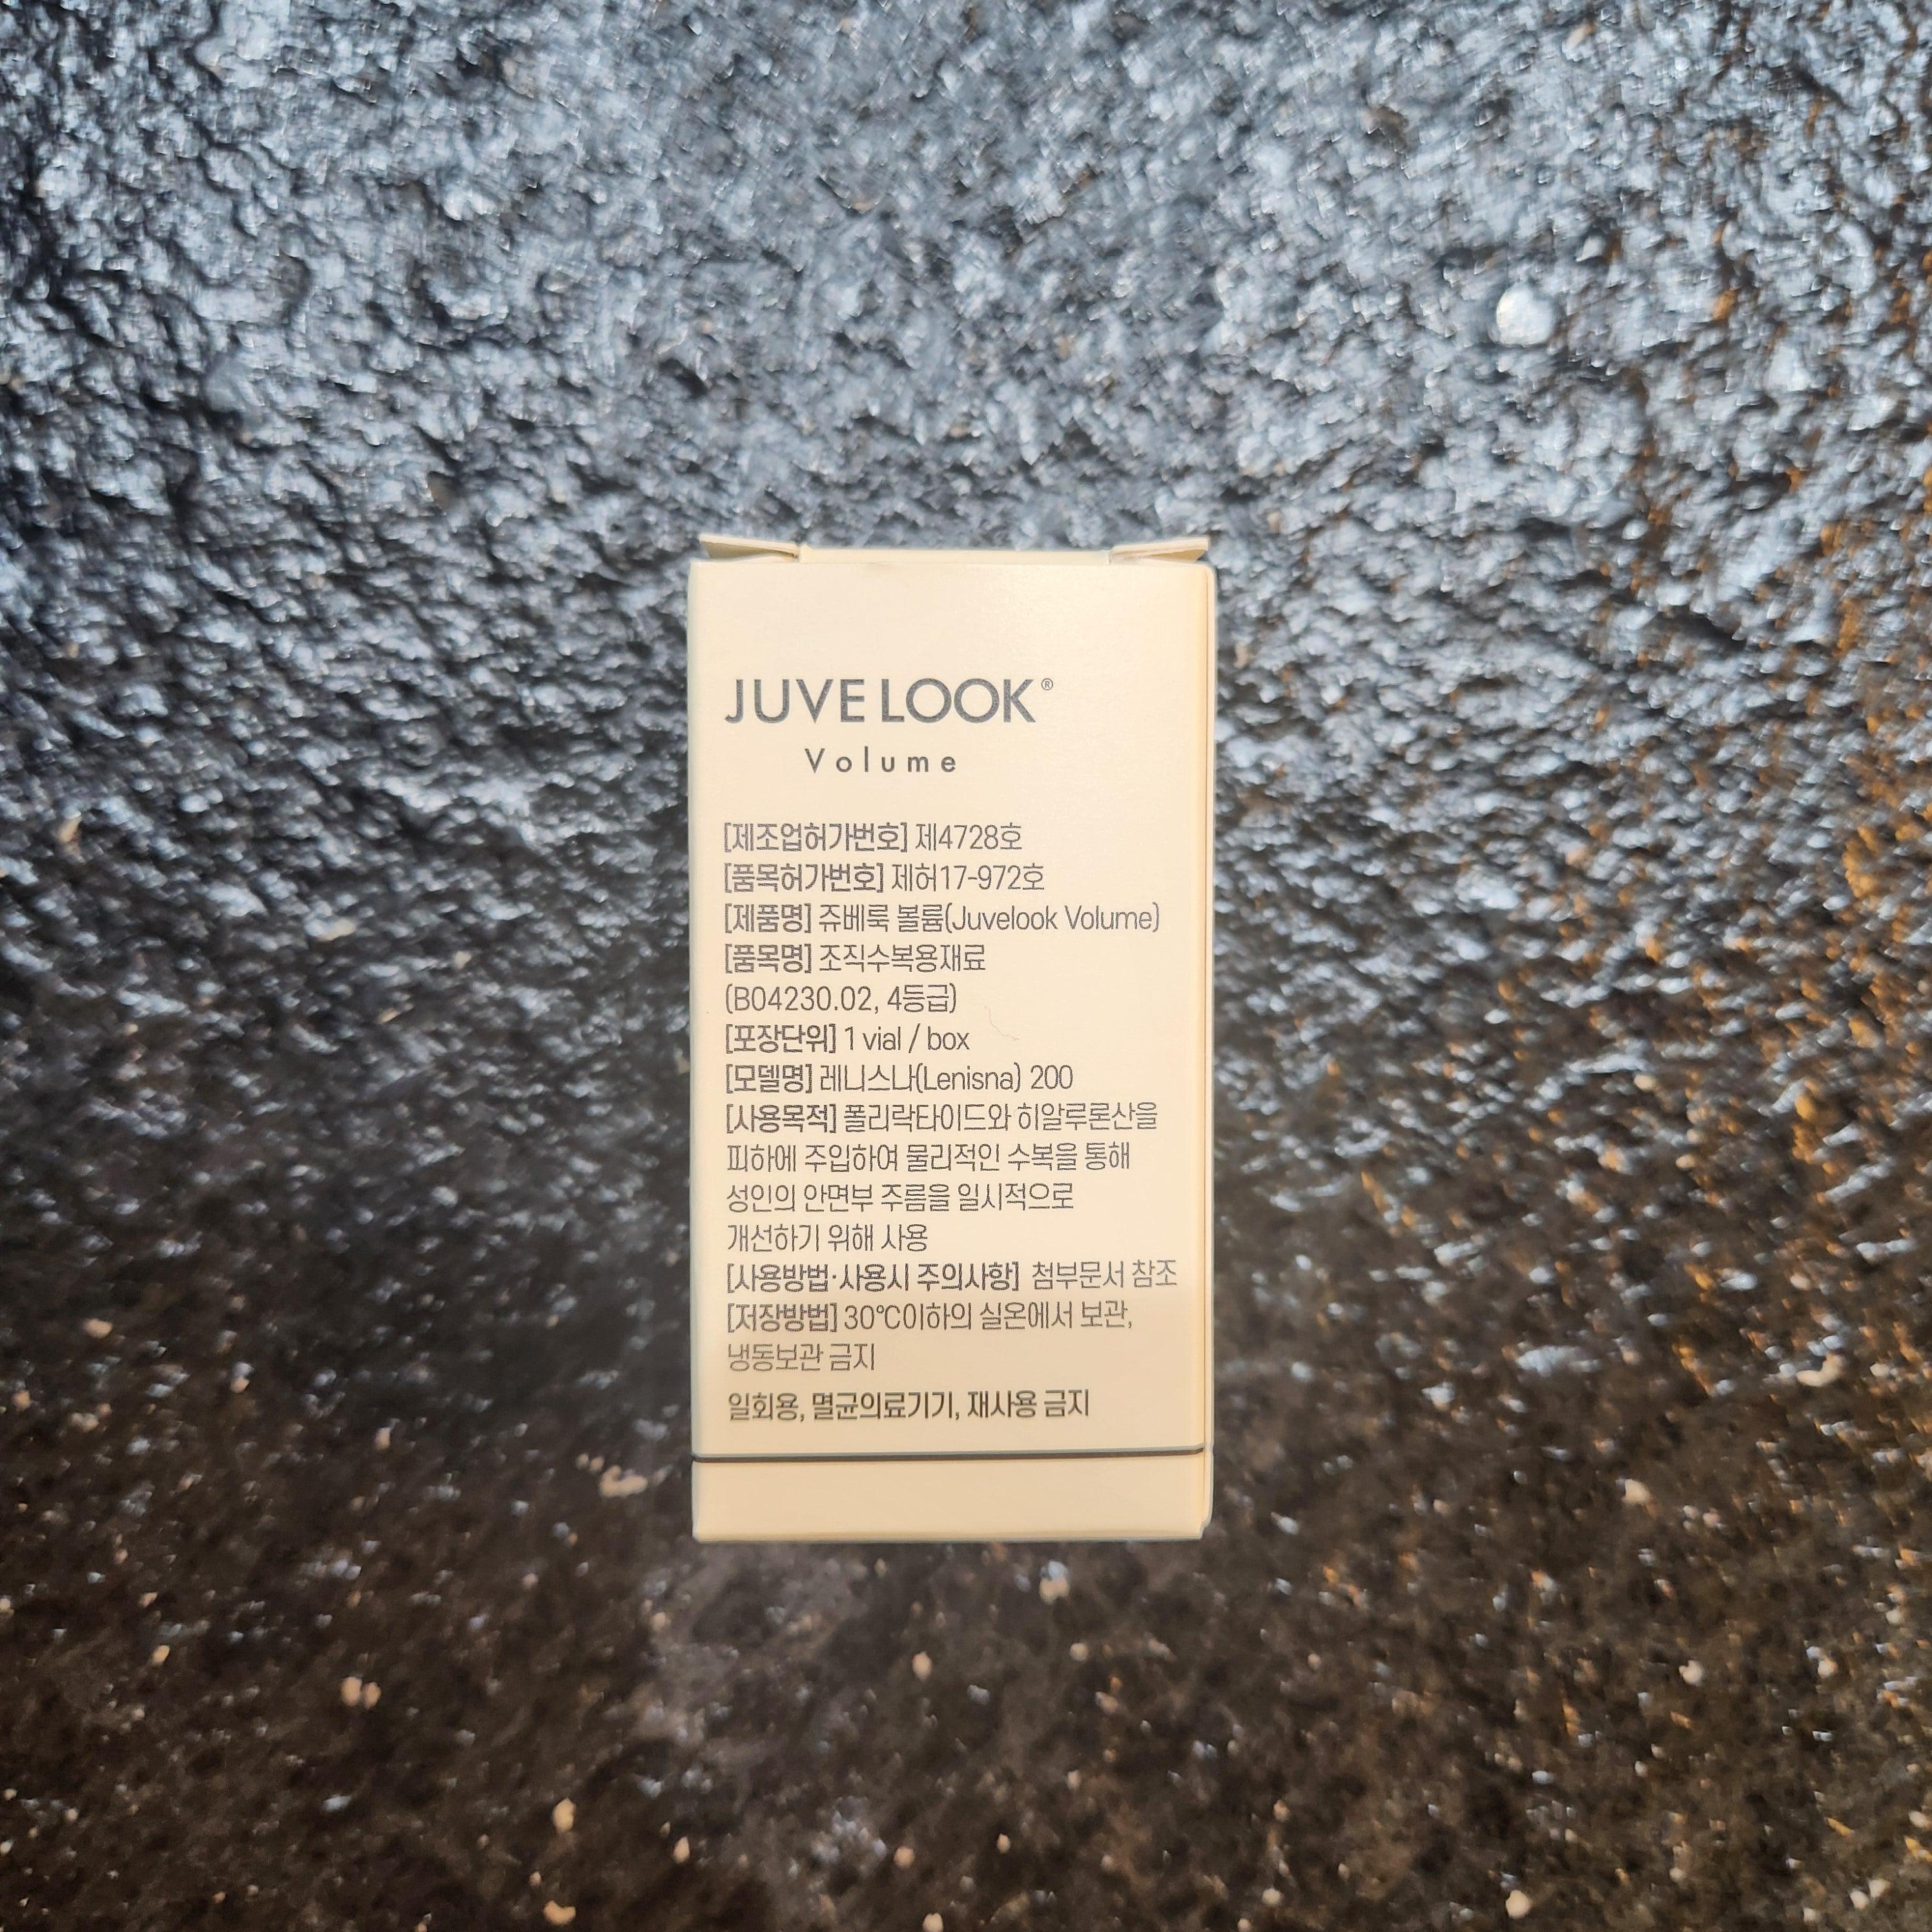 JUVE LOOK®
Volume
[제조업허가번호] 제4728호
[품목허가번호] 제허17-972호
[제품명] 쥬베룩 볼륨(Juvelook Volume)
[품목명] 조직수복용재료
(B04230.02, 4등급)
[포장단위] 1 vial / box
[모델명] 레니스나(Lenisna) 200
[사용목적] 폴리락타이드와 히알루론산을
피하에 주입하여 물리적인 수복을 통해
성인의 안면부 주름을 일시적으로
개선하기 위해 사용
[사용방법·사용시 주의사항] 첨부문서 참조
[저장방법] 30℃이하의 실온에서 보관,
냉동보관 금지
일회용, 멸균의료기기, 재사용 금지